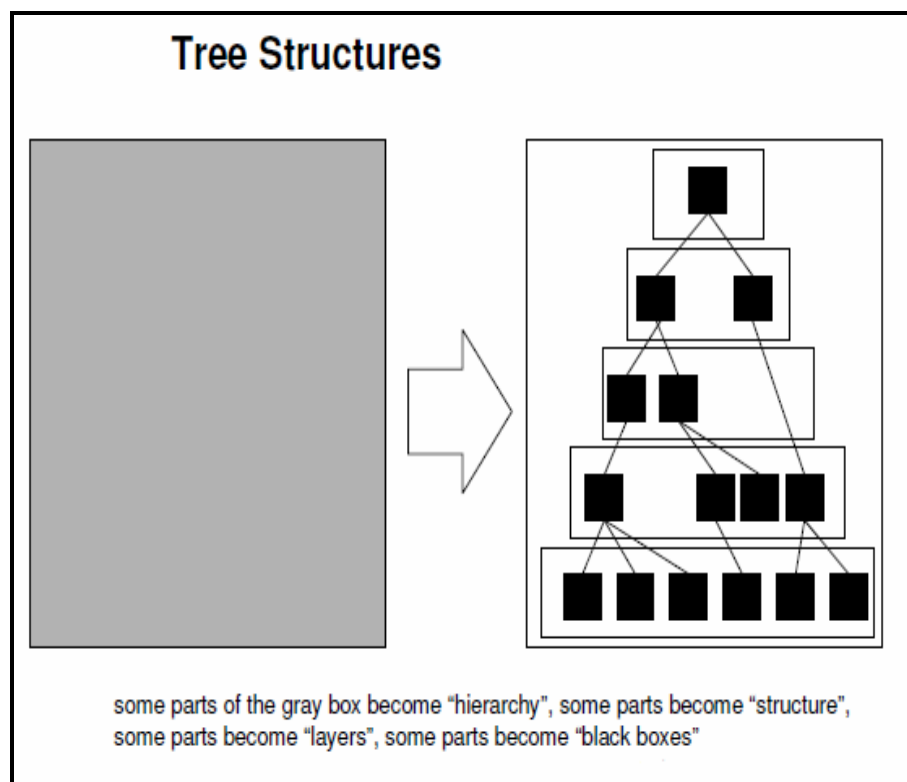 Tree Structures
some parts of the gray box become “hierarchy”, some parts become “structure”,
some parts become “layers”, some parts become “black boxes”